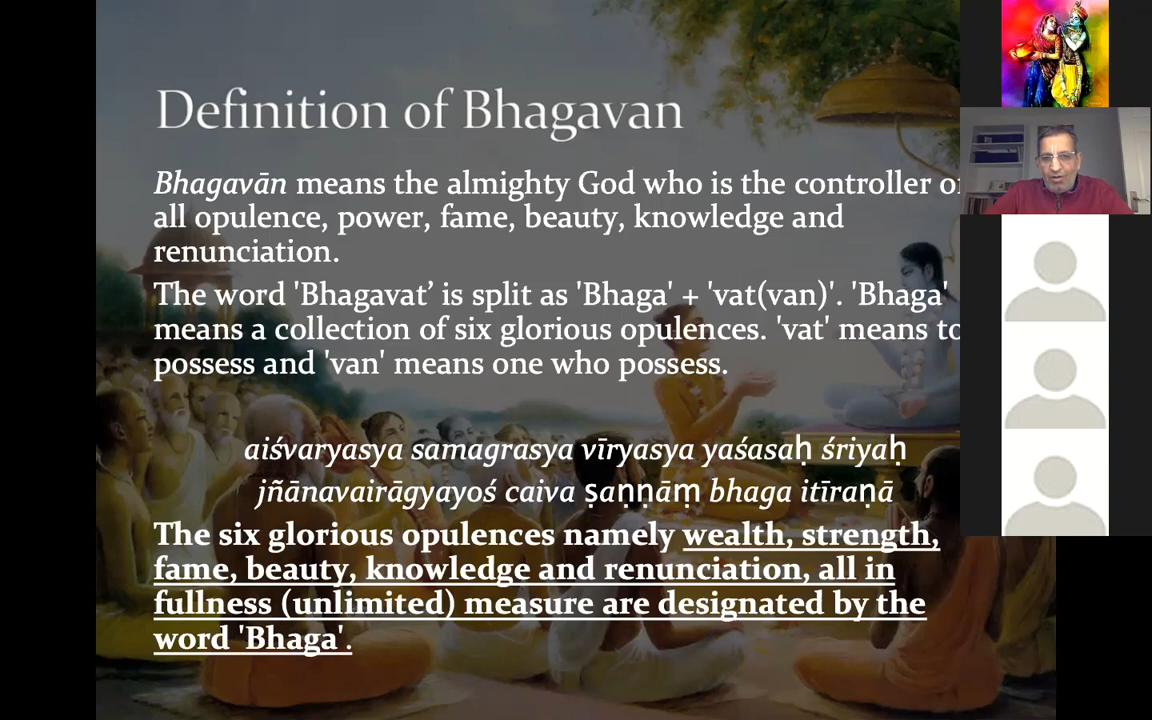 Definition of Bhagavan
Bhagavān means the almighty God who is the controller of
all opulence, power, fame, beauty, knowledge and
renunciation.
The word 'Bhagavat’ is split as 'Bhaga' + 'vat(van)'. 'Bhaga'
means a collection of six glorious opulences. 'vat' means to
possess and 'van' means one who possess.
aiśvaryasya samagrasya vīryasya yaśasaḥ śriyaḥ
jñānavairāgyayoś caiva ṣaṇṇāṃ bhaga itīraṇā
The six glorious opulences namely wealth, strength,
fame, beauty, knowledge and renunciation, all in
fullness (unlimited) measure are designated by the
word 'Bhaga'.